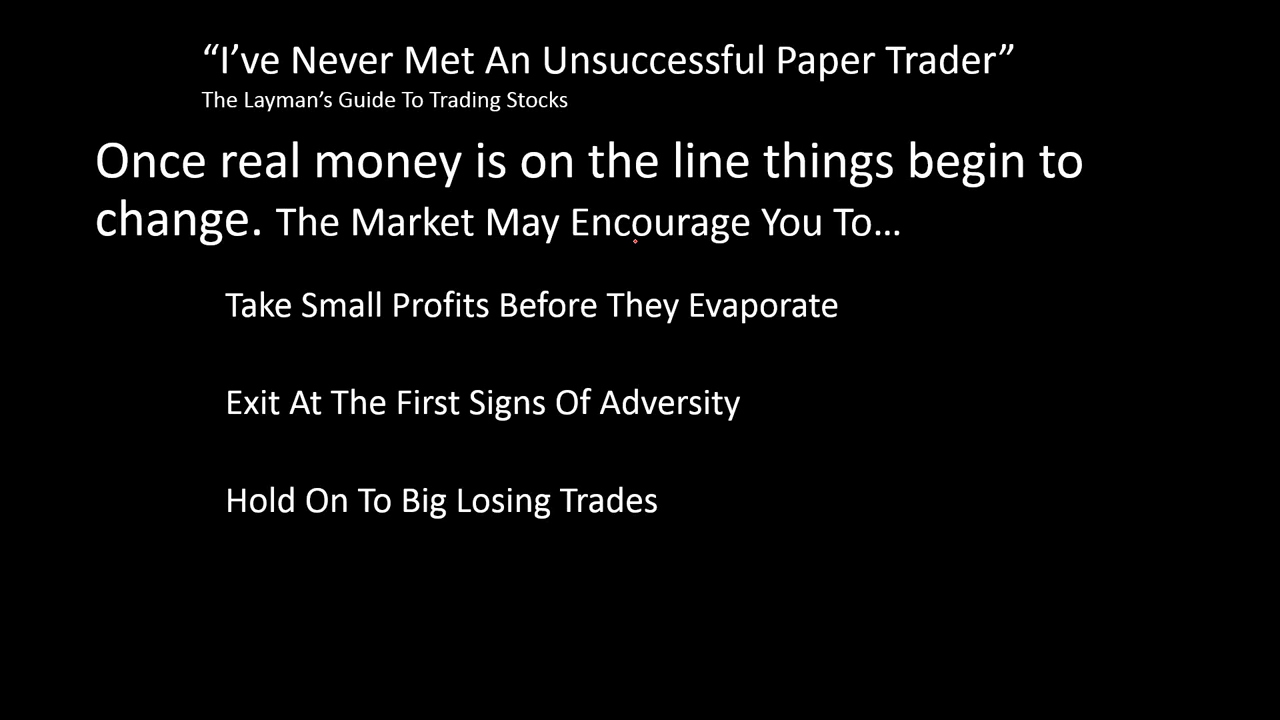 “I’ve Never Met An Unsuccessful Paper Trader”
The Layman’s Guide To Trading Stocks
Once real money is on the line things begin to
change. The Market May Encourage You To…
Take Small Profits Before They Evaporate
Exit At The First Signs Of Adversity
Hold On To Big Losing Trades